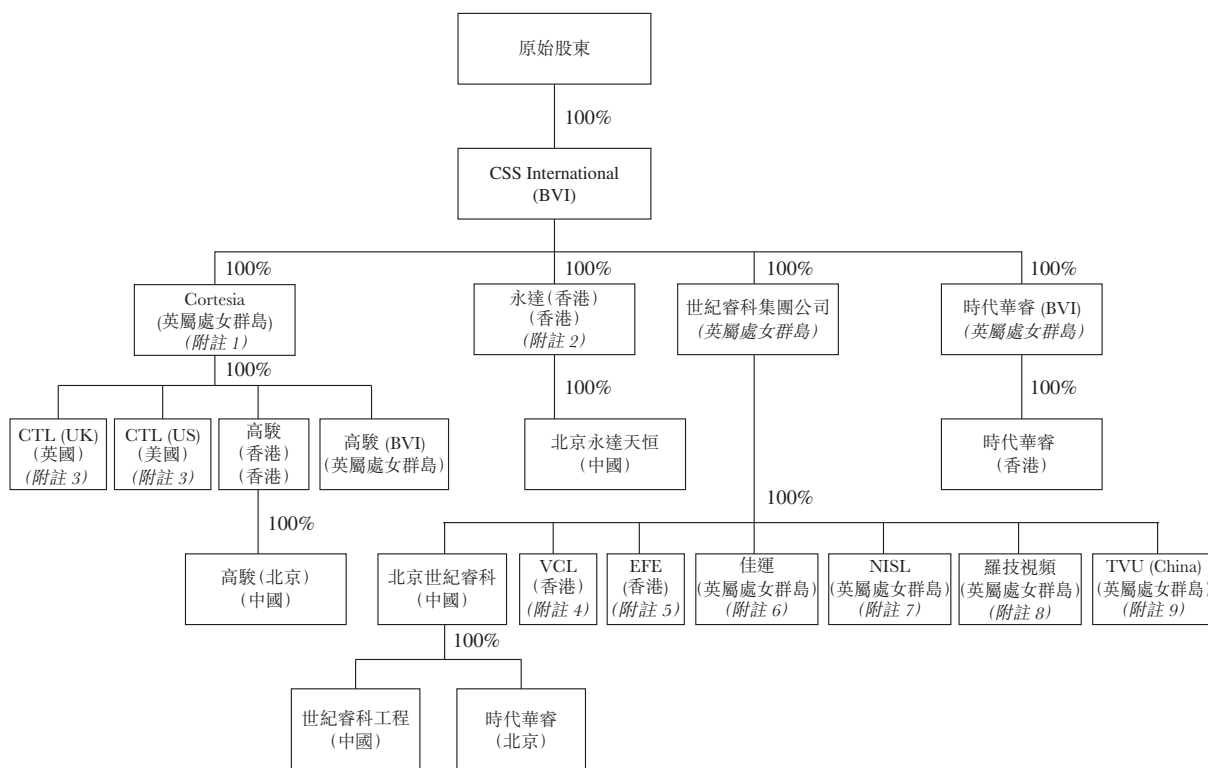 原始股東
100%
CSS International
(BVI)
100%
100%
100%
100%
Cortesia
(英屬處女群島)
(附註 1)
永達(香港)
(香港)
(附註 2)
世紀睿科集團公司
(英屬處女群島)
時代華睿 (BVI)
(英屬處女群島)
100%
100%
100%
CTL (UK)
(英國)
(附註 3)
CTL (US)
(美國)
(附註 3)
高駿
(香港)
(香港)
高駿 (BVI)
(英屬處女群島)
北京永達天恒
(中國)
時代華睿
(香港)
100%
100%
高駿(北京)
(中國)
北京世紀睿科
(中國)
VCL
(香港)
(附註 4)
EFE
(香港)
(附註 5)
佳運
(英屬處女群島)
(附註 6)
NISL
(英屬處女群島)
(附註 7)
羅技視頻
(英屬處女群島)
(附註 8)
TVU (China)
(英屬處女群島)
(附註 9)
100%
世紀睿科工程
(中國)
時代華睿
(北京)